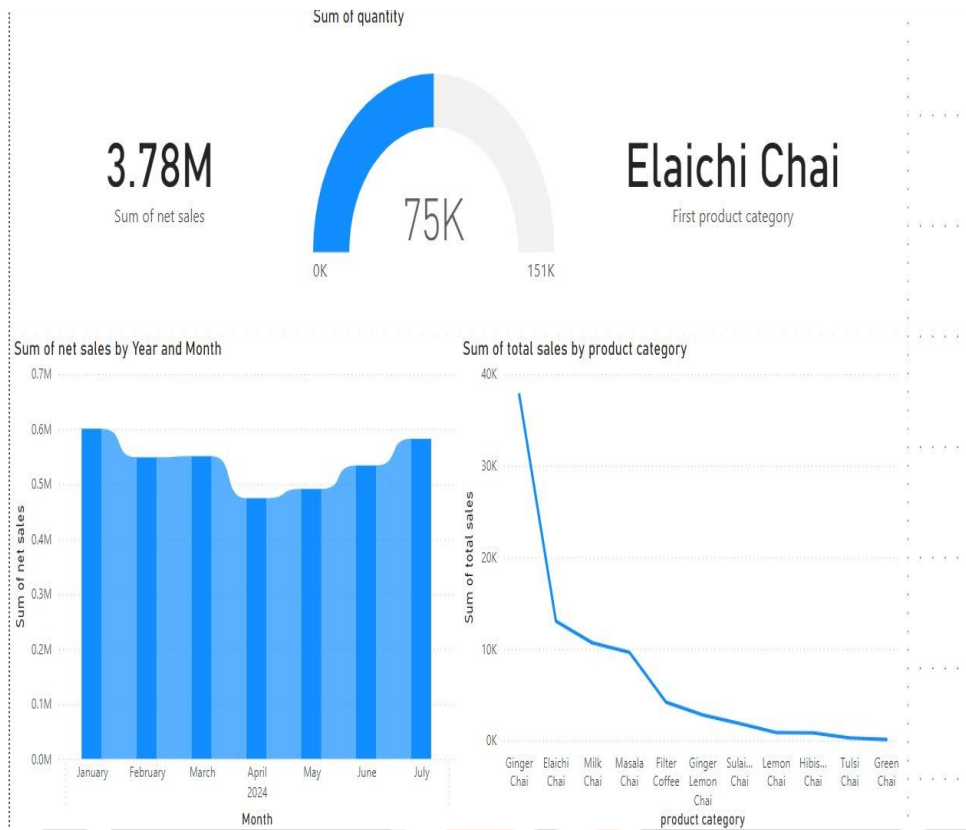 Sum of quantity
3.78M
Sum of net sales
75K
0K
151K
Elaichi Chai
First product category
Sum of net sales by Year and Month
0.7M
0.6M
0.5M
0.4M
0.3M
0.2M
0.1M
0.0M
Sum of net sales
January February March April May June July
2024
Month
Sum of total sales by product category
40K
30K
20K
10K
0K
Sum of total sales
Ginger Elaichi Milk Masala Filter Ginger Sulai... Lemon Hibis... Tulsi Green
Chai Chai Chai Chai Coffee Lemon Chai Chai Chai Chai Chai
Chai
product category